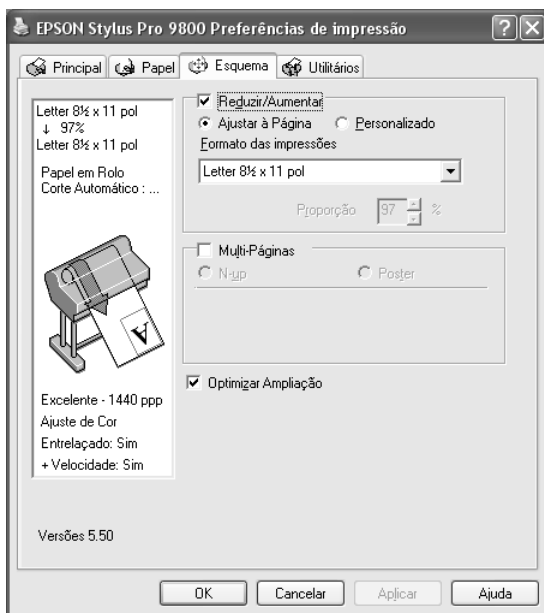 EPSON Stylus Pro 9800 Preferências de impressão
Principal Papel Esquema Utilitários
Letter 8½ x 11 pol
↓ 97%
Letter 8½ x 11 pol
Papel em Rolo
Corte Automático : ...
A
Excelente - 1440 ppp
Ajuste de Cor
Entrelaçado: Sim
+ Velocidade: Sim
Versões 5.50
Reduzir/Aumentar
Ajustar à Página Personalizado
Formato das impressões
Letter 8½ x 11 pol
Proporção 97 %
Multi-Páginas
N-up Poster
Optimizar Ampliação
OK Cancelar Aplicar Ajuda